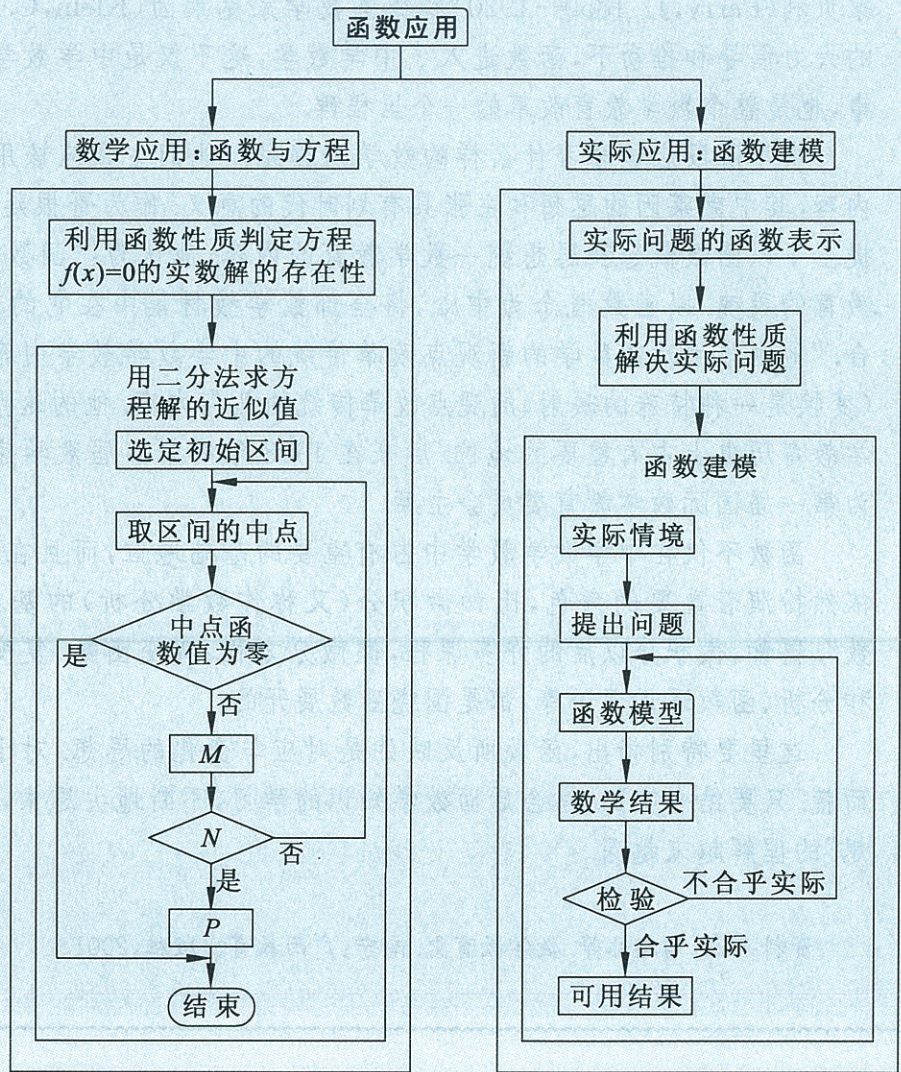 函数应用
数学应用：函数与方程
利用函数性质判定方程
f(x)=0的实数解的存在性
用二分法求方
程解的近似值
选定初始区间
取区间的中点
中点函
数值为零
是
否
M
N
否
是
P
结束
实际应用：函数建模
实际问题的函数表示
利用函数性质
解决实际问题
函数建模
实际情境
提出问题
函数模型
数学结果
检验
不合乎实际
合乎实际
可用结果